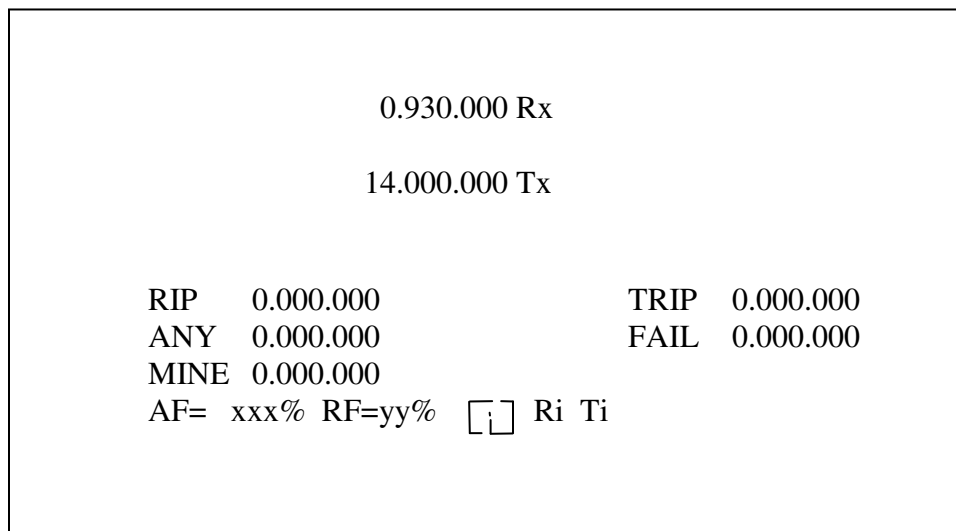 0.930.000 Rx
14.000.000 Tx
RIP 0.000.000 TRIP 0.000.000
ANY 0.000.000 FAIL 0.000.000
MINE 0.000.000
AF= xxx% RF=yy% Ri Ti